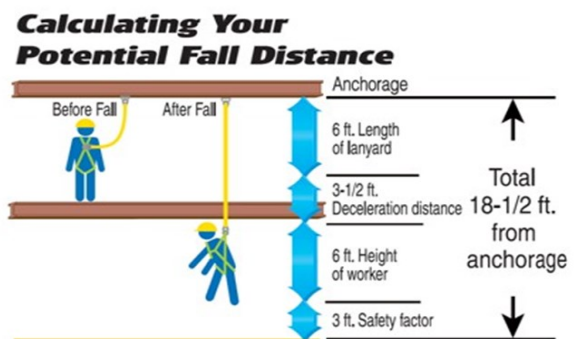 Calculating Your
Potential Fall Distance
Anchorage
Before Fall
After Fall
6 ft. Length
of lanyard
3-1/2 ft.
Deceleration distance
Total
18-1/2 ft.
from
anchorage
6 ft. Height
of worker
3 ft. Safety factor